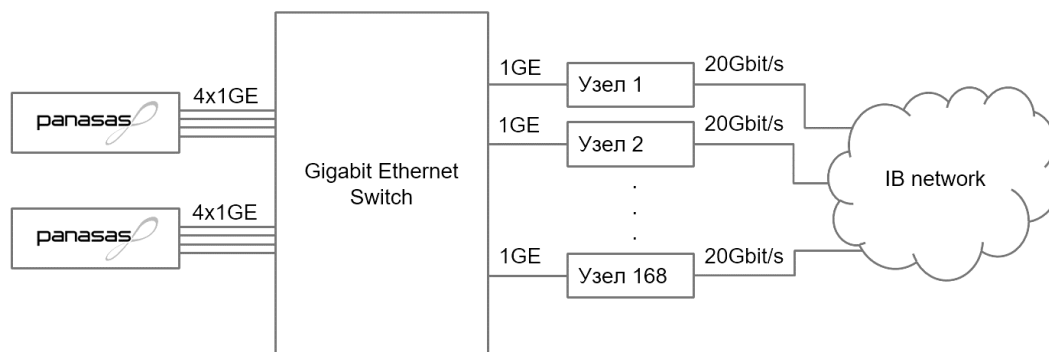 panasas
4x1GE
panasas
4x1GE
Gigabit Ethernet
Switch
1GE
Узел 1
20Gbit/s
1GE
Узел 2
20Gbit/s
1GE
Узел 168
20Gbit/s
IB network